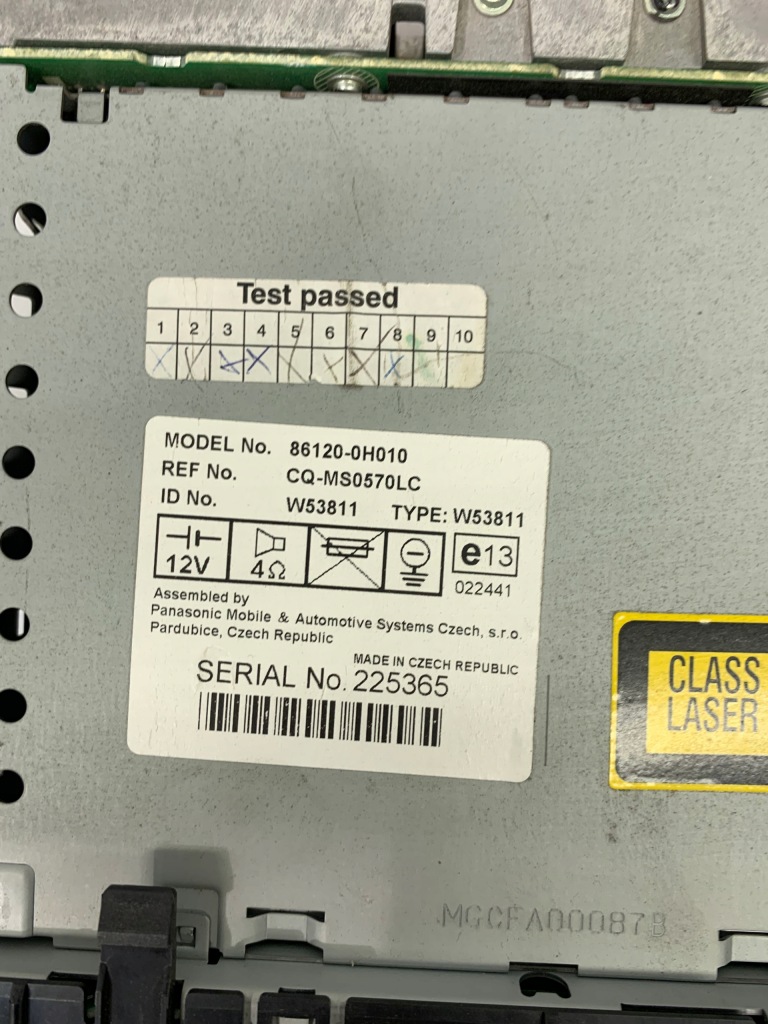 Test passed
1 2 3 4 5 6 7 8 9 10
MODEL No. 86120-0H010
REF No. CQ-MS0570LC
ID No. W53811 TYPE: W53811
12V 4Ω e13
022441
Assembled by
Panasonic Mobile & Automotive Systems Czech, s.r.o.
Pardubice, Czech Republic
MADE IN CZECH REPUBLIC
SERIAL No. 225365
CLASS
LASER
MGCFA00087B